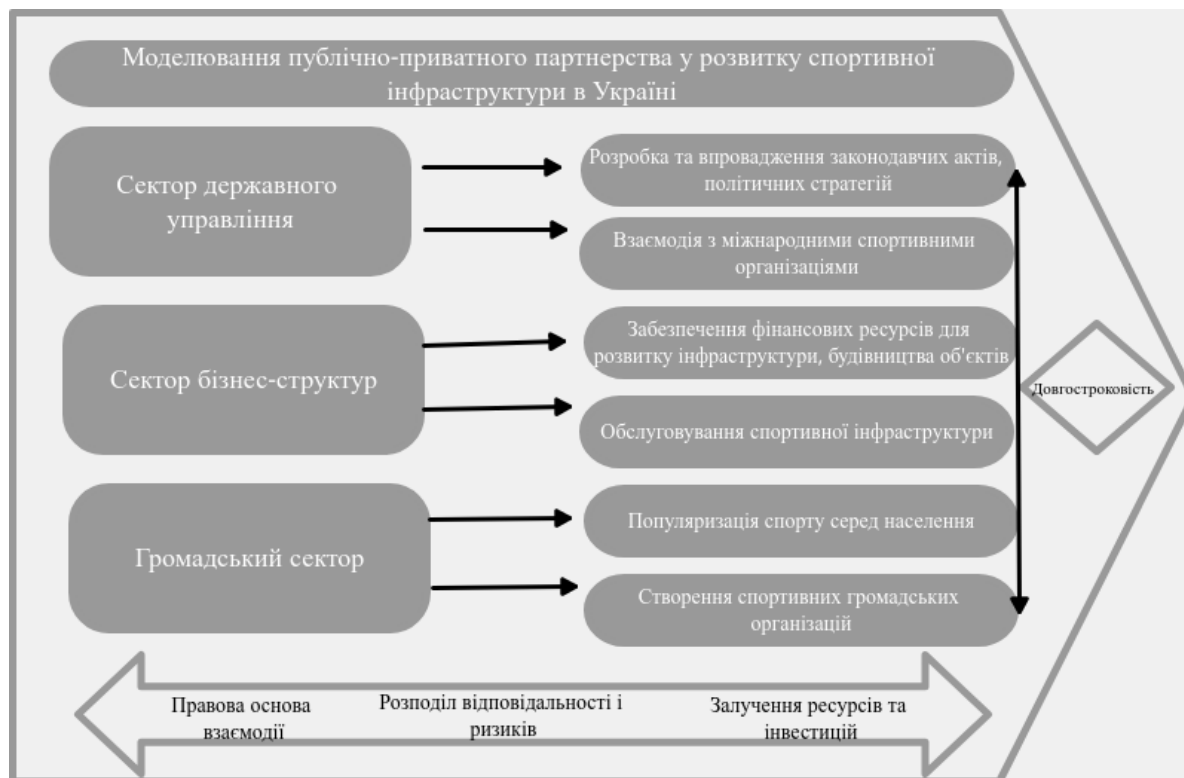 Моделювання публічно-приватного партнерства у розвитку спортивної
інфраструктури в Україні
Сектор державного
управління
Розробка та впровадження законодавчих актів,
політичних стратегій
Взаємодія з міжнародними спортивними
організаціями
Сектор бізнес-структур
Забезпечення фінансових ресурсів для
розвитку інфраструктури, будівництва об'єктів
Обслуговування спортивної інфраструктури
Громадський сектор
Популяризація спорту серед населення
Створення спортивних громадських
організацій
Довгостроковість
Правова основа
взаємодії
Розподіл відповідальності і
ризиків
Залучення ресурсів та
інвестицій